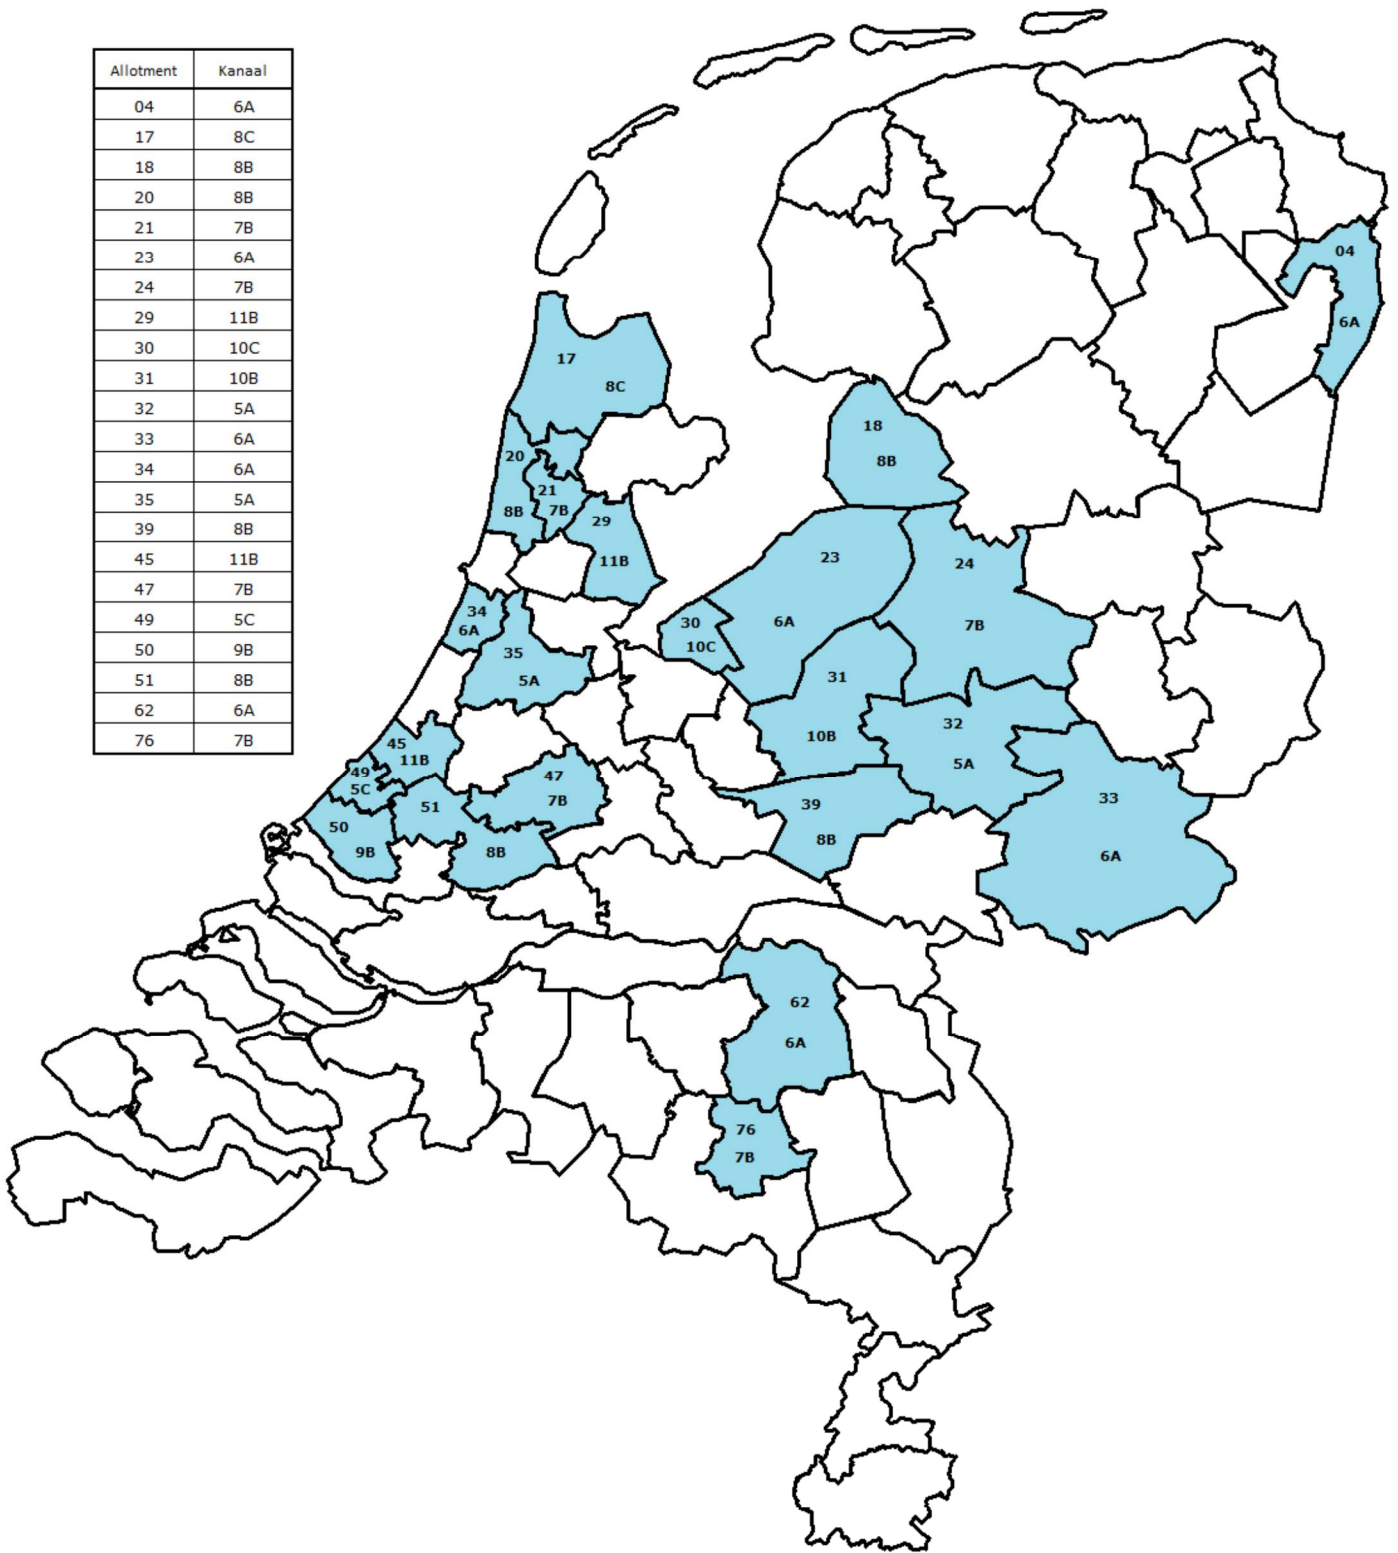 Allotment Kanaal
04 6A
17 8C
18 8B
20 8B
21 7B
23 6A
24 7B
29 11B
30 10C
31 10B
32 5A
33 6A
34 6A
35 5A
39 8B
45 11B
47 7B
49 5C
50 9B
51 8B
62 6A
76 7B
04
6A
17
8C
18
8B
20
8B
21
7B
29
11B
23
6A
24
7B
30
10C
34
6A
35
5A
31
10B
32
5A
45
11B
49
5C
47
7B
51
8B
50
9B
39
8B
33
6A
62
6A
76
7B